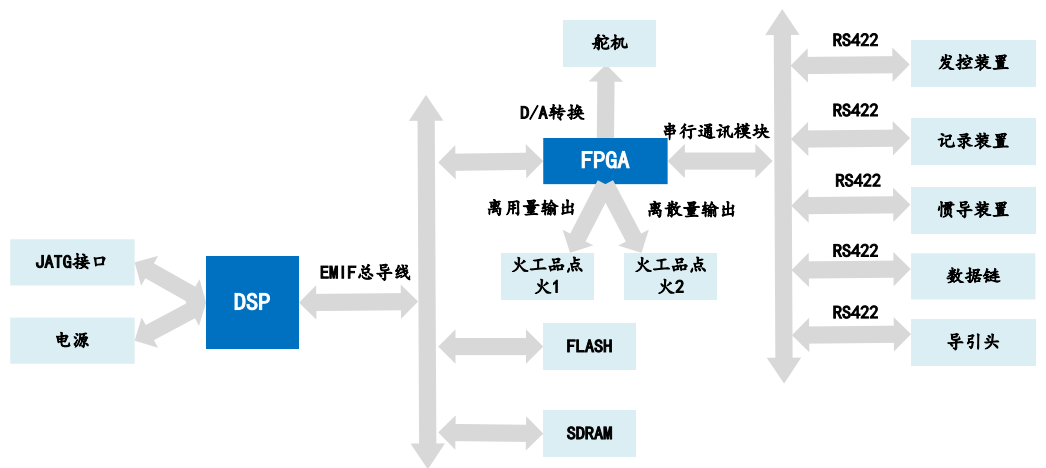 舵机
D/A转换
FPGA
串行通讯模块
离用量输出
离散量输出
火工品点
火1
火工品点
火2
JATG接口
电源
DSP
EMIF总导线
FLASH
SDRAM
RS422
发控装置
RS422
记录装置
RS422
惯导装置
RS422
数据链
RS422
导引头